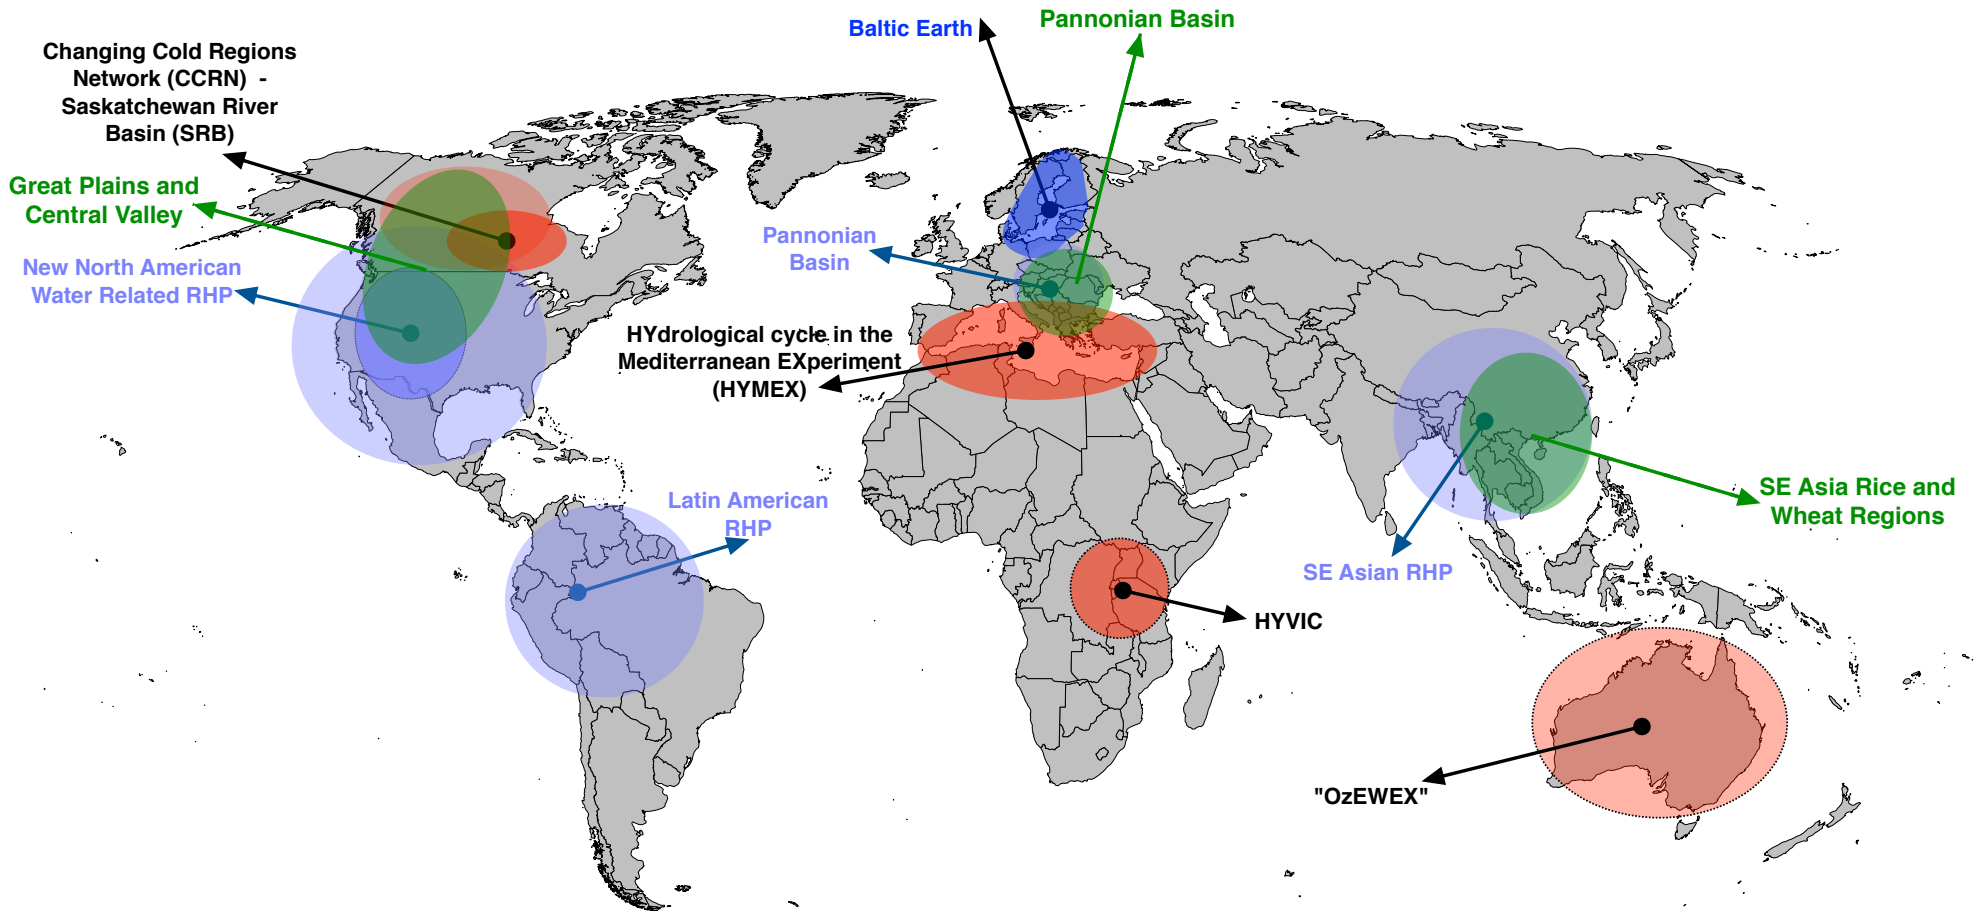 Baltic Earth
Pannonian Basin
Changing Cold Regions
Network (CCRN)  -
Saskatchewan River
Basin (SRB)
Great Plains and
Central Valley
New North American
Water Related RHP
Pannonian
Basin
HYdrological cycle in the
Mediterranean EXperiment
(HYMEX)
Latin American
RHP
SE Asia Rice and
Wheat Regions
SE Asian RHP
HYVIC
"OzEWEX"